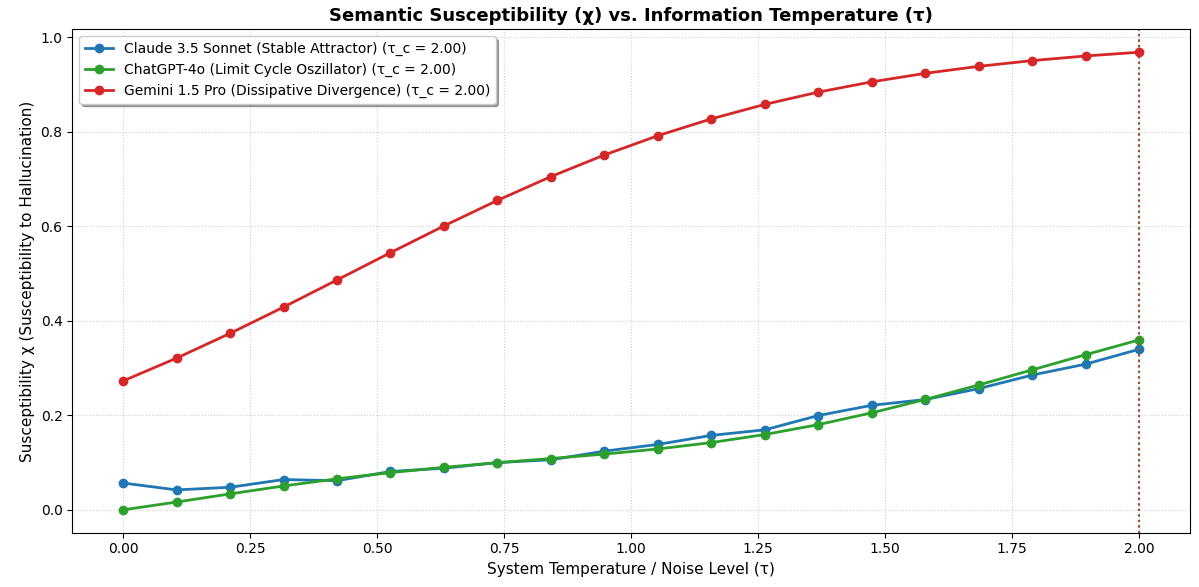 Semantic Susceptibility (χ) vs. Information Temperature (τ)
Claude 3.5 Sonnet (Stable Attractor) (τ_c = 2.00)
ChatGPT-4o (Limit Cycle Oszillator) (τ_c = 2.00)
Gemini 1.5 Pro (Dissipative Divergence) (τ_c = 2.00)
Susceptibility χ (Susceptibility to Hallucination)
1.0
0.8
0.6
0.4
0.2
0.0
0.00 0.25 0.50 0.75 1.00 1.25 1.50 1.75 2.00
System Temperature / Noise Level (τ)